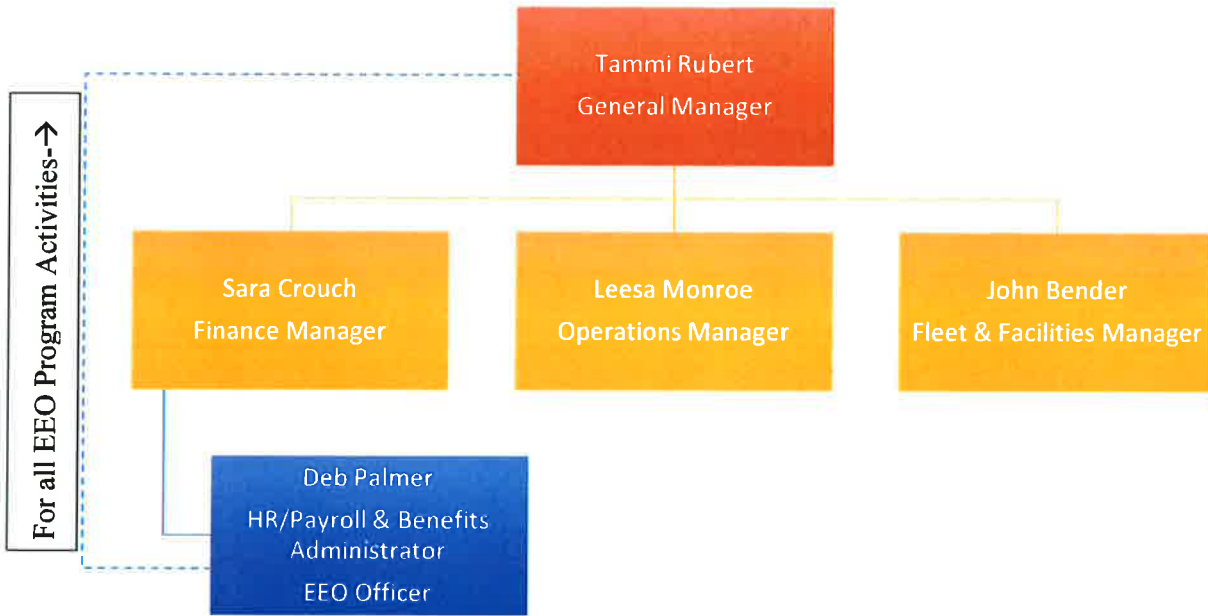 For all EEO Program Activities-→
Tammi Rubert
General Manager
Sara Crouch
Finance Manager
Leesa Monroe
Operations Manager
John Bender
Fleet & Facilities Manager
Deb Palmer
HR/Payroll & Benefits
Administrator
EEO Officer